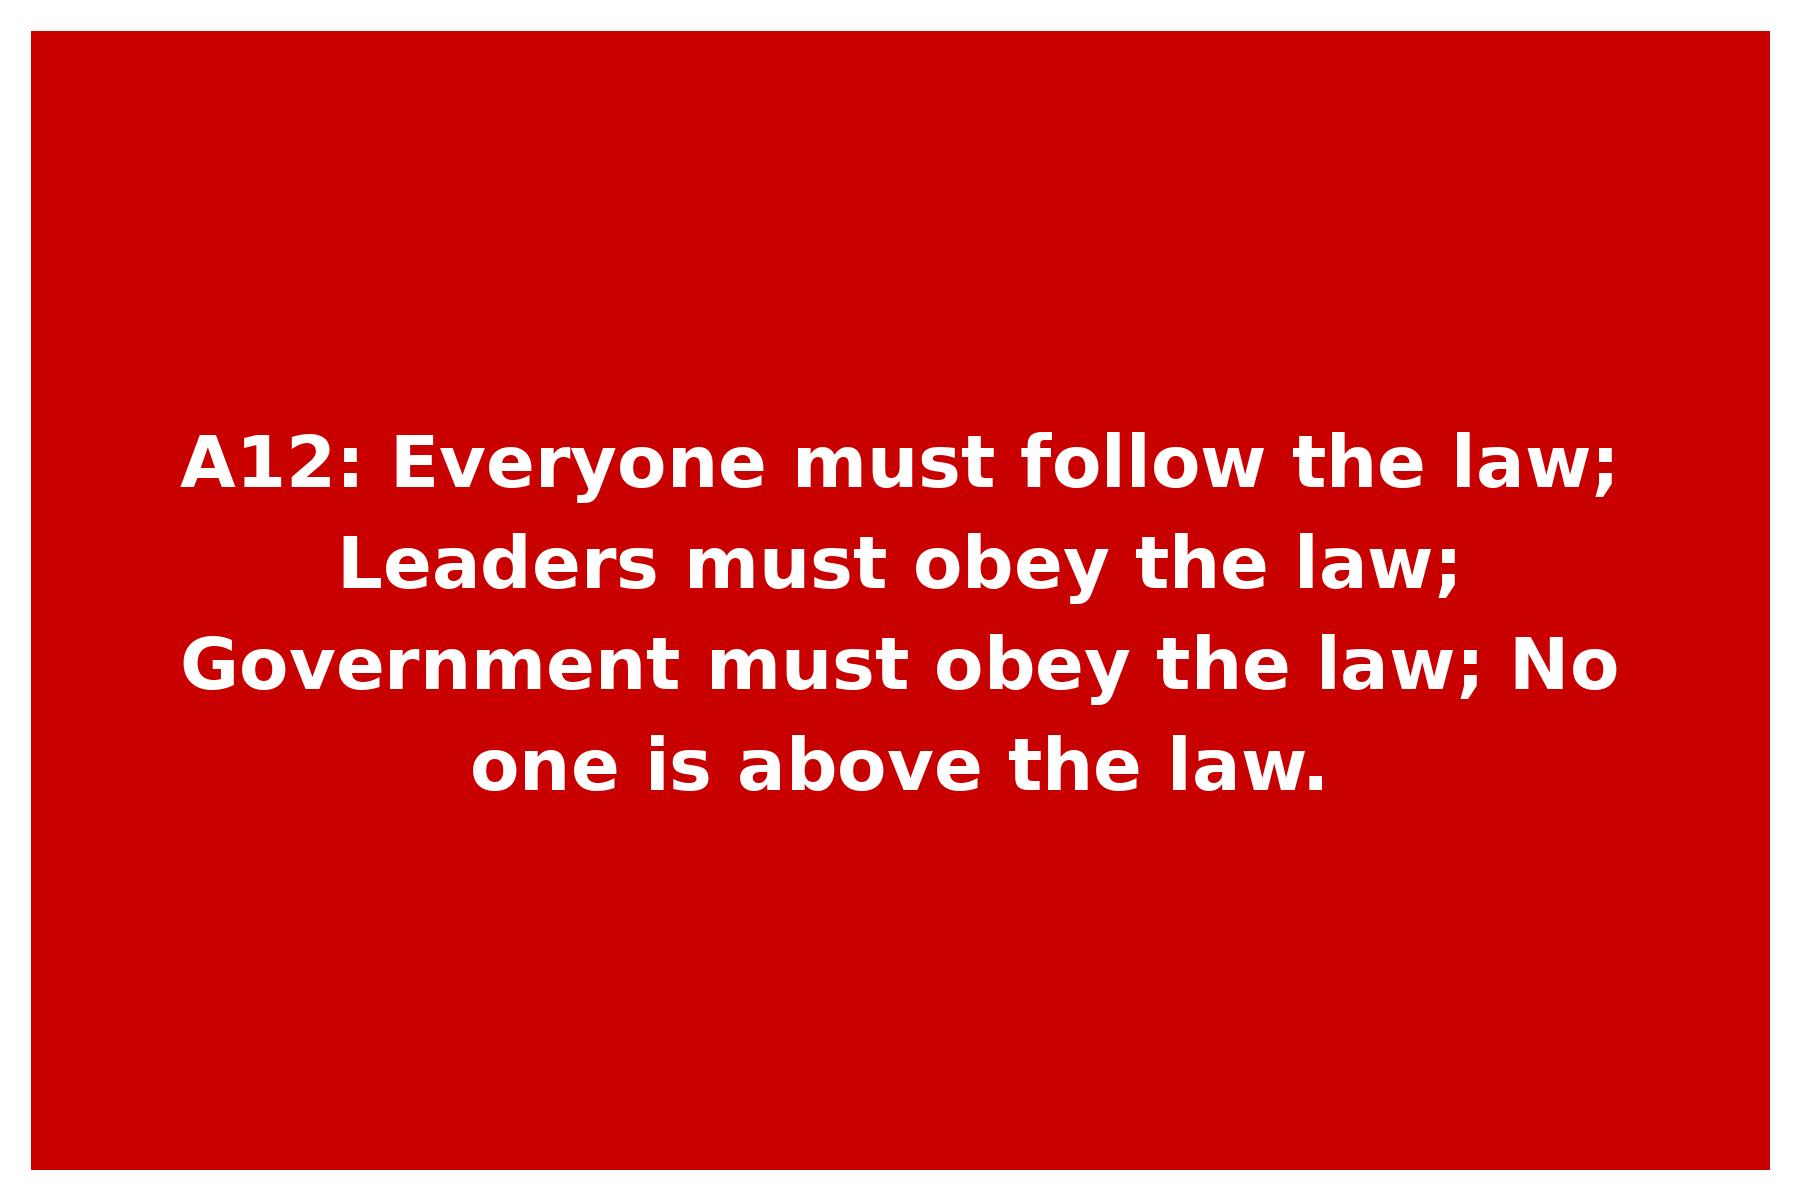 A12: Everyone must follow the law;
Leaders must obey the law;
Government must obey the law; No
one is above the law.